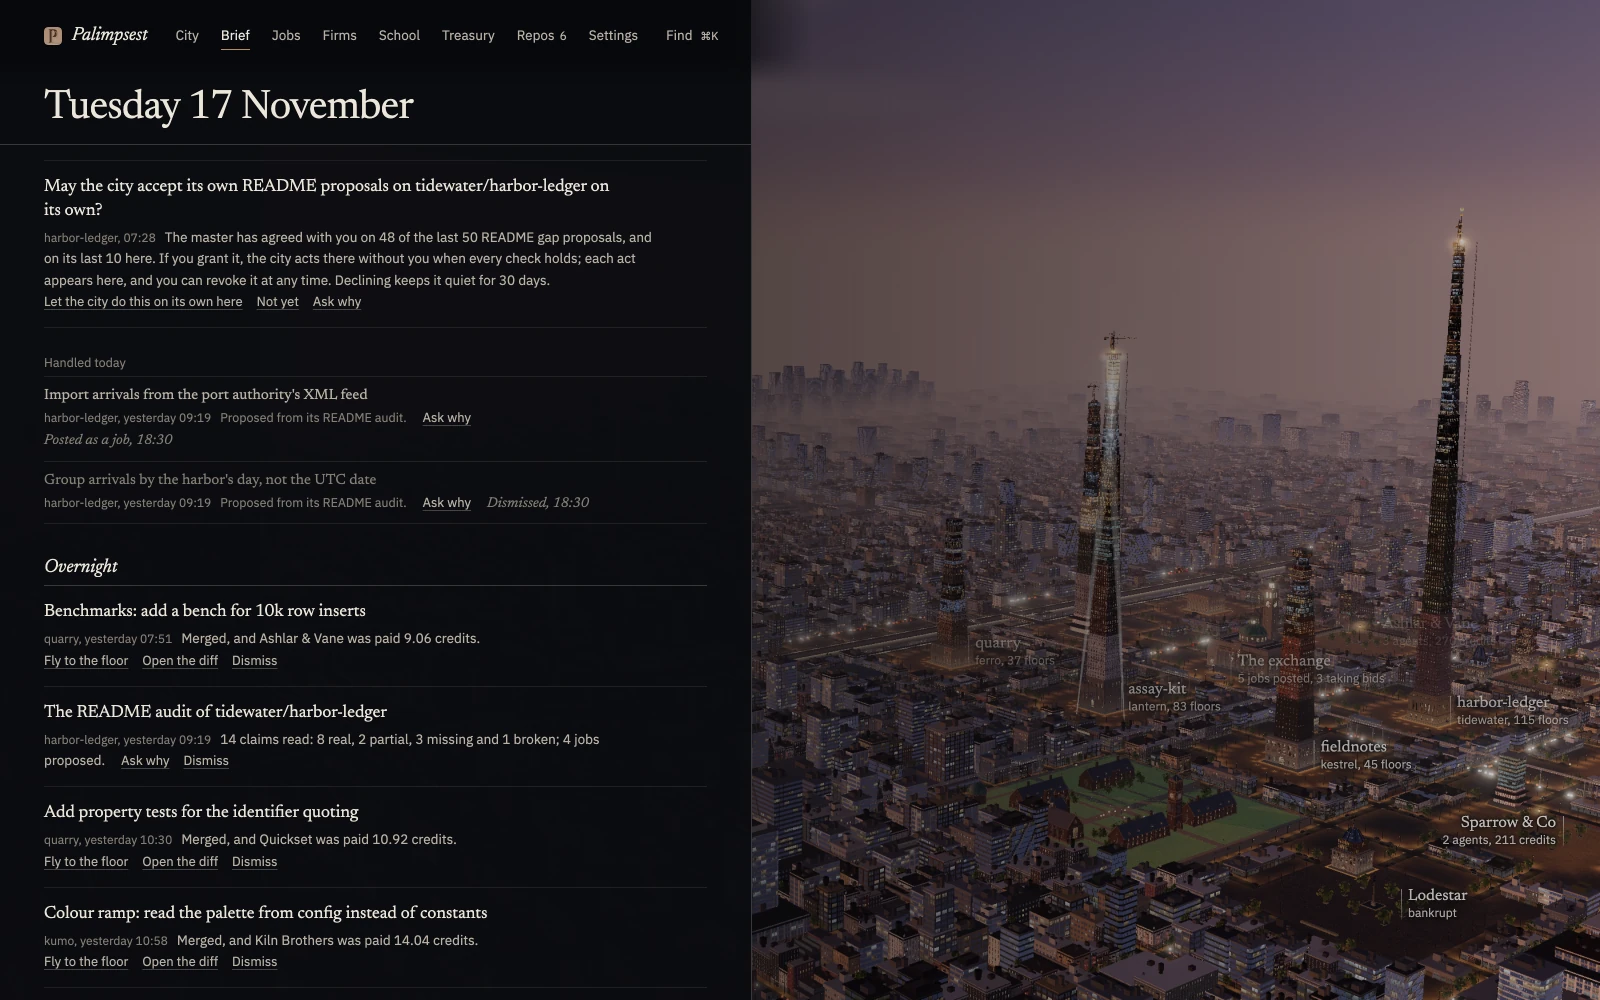 P Palimpsest City Brief Jobs Firms School Treasury Repos 6 Settings Find ⌘K
Tuesday 17 November
May the city accept its own README proposals on tidewater/harbor-ledger on
its own?
harbor-ledger, 07:28 The master has agreed with you on 48 of the last 50 README gap proposals, and
on its last 10 here. If you grant it, the city acts there without you when every check holds; each act
appears here, and you can revoke it at any time. Declining keeps it quiet for 30 days.
Let the city do this on its own here Not yet Ask why
Handled today
Import arrivals from the port authority's XML feed
harbor-ledger, yesterday 09:19 Proposed from its README audit. Ask why
Posted as a job, 18:30
Group arrivals by the harbor's day, not the UTC date
harbor-ledger, yesterday 09:19 Proposed from its README audit. Ask why Dismissed, 18:30
Overnight
Benchmarks: add a bench for 10k row inserts
quarry, yesterday 07:51 Merged, and Ashlar & Vane was paid 9.06 credits.
Fly to the floor Open the diff Dismiss
The README audit of tidewater/harbor-ledger
harbor-ledger, yesterday 09:19 14 claims read: 8 real, 2 partial, 3 missing and 1 broken; 4 jobs
proposed. Ask why Dismiss
Add property tests for the identifier quoting
quarry, yesterday 10:30 Merged, and Quickset was paid 10.92 credits.
Fly to the floor Open the diff Dismiss
Colour ramp: read the palette from config instead of constants
kumo, yesterday 10:58 Merged, and Kiln Brothers was paid 14.04 credits.
Fly to the floor Open the diff Dismiss
Ashlar & Vane
quarry
ferro, 37 floors
The exchange
5 jobs posted, 3 taking bids
assay-kit
lantern, 83 floors
harbor-ledger
tidewater, 115 floors
fieldnotes
kestrel, 45 floors
Sparrow & Co
2 agents, 211 credits
Lodestar
bankrupt